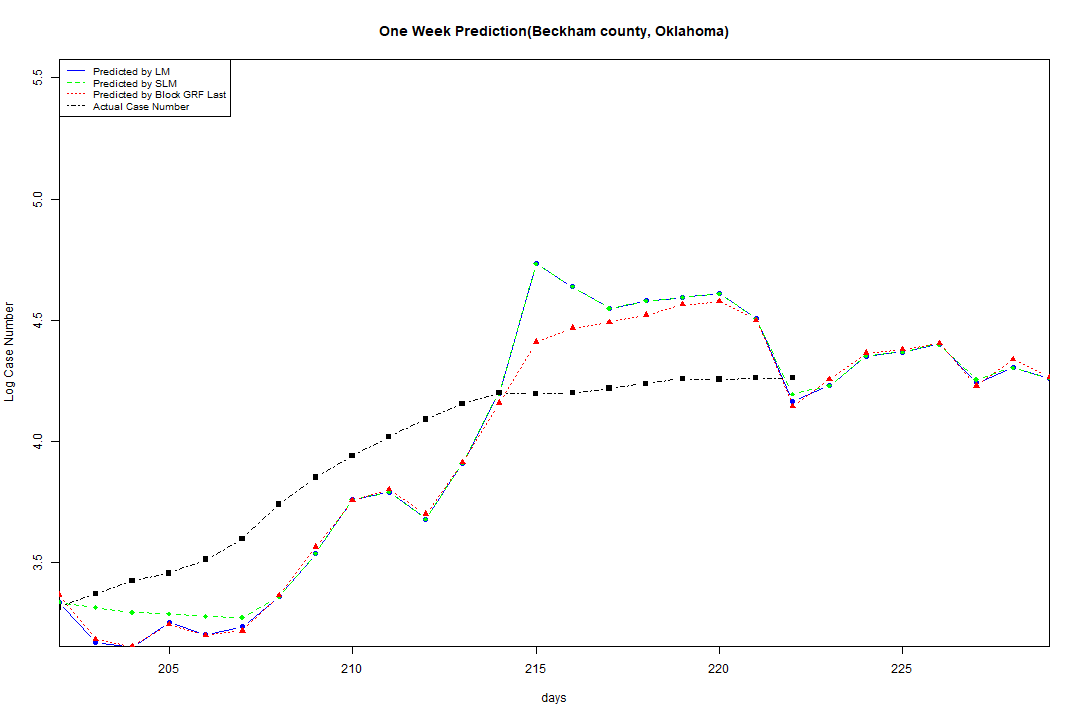 One Week Prediction(Beckham county, Oklahoma)
Predicted by LM
Predicted by SLM
Predicted by Block GRF Last
Actual Case Number
5.5
5.0
4.5
4.0
3.5
Log Case Number
205
210
215
220
225
days